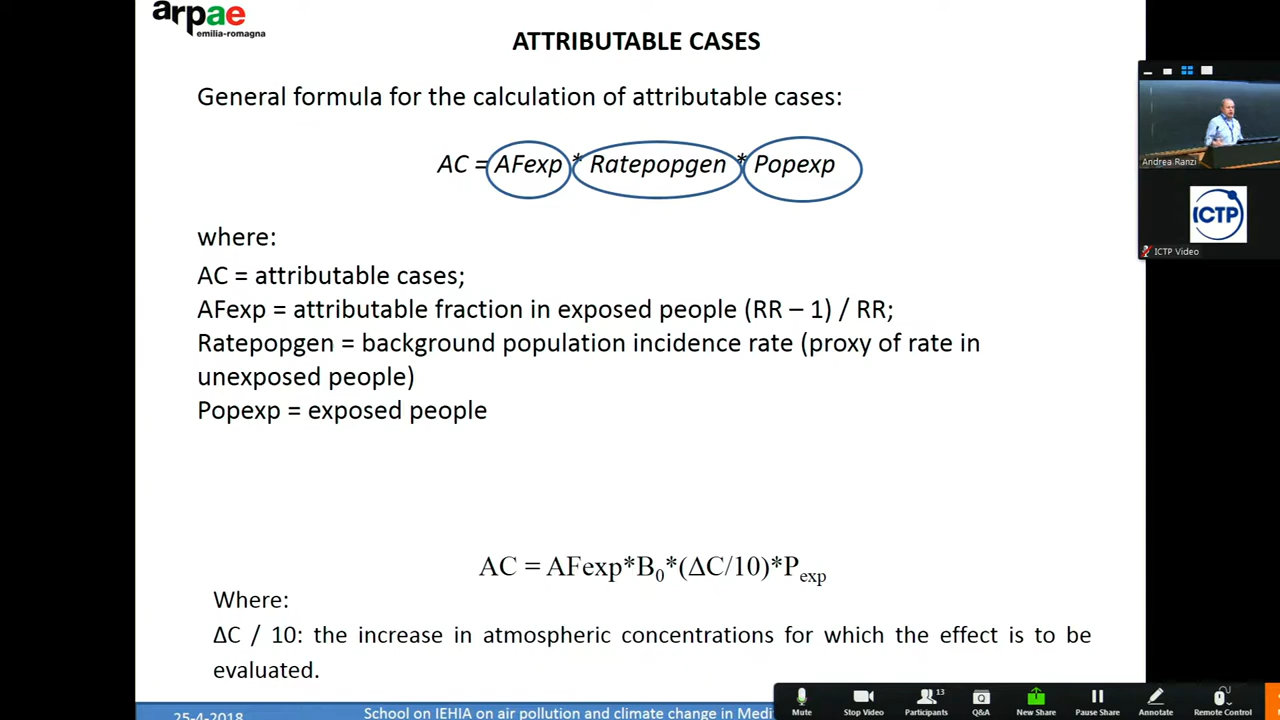 arpae
emilia-romagna
ATTRIBUTABLE CASES
General formula for the calculation of attributable cases:
AC = AFexp * Ratepopgen * Popexp
where:
AC = attributable cases;
AFexp = attributable fraction in exposed people (RR – 1) / RR;
Ratepopgen = background population incidence rate (proxy of rate in
unexposed people)
Popexp = exposed people
AC = AFexp*B₀*(ΔC/10)*Pexp
Where:
ΔC / 10: the increase in atmospheric concentrations for which the effect is to be
evaluated.
25-4-2018
School on IEHIA on air pollution and climate change in Medi
Andrea Ranzi
ICTP
ICTP Video
Mute
Stop Video
13
Participants
Q&A
New Share
Pause Share
Annotate
Remote Control